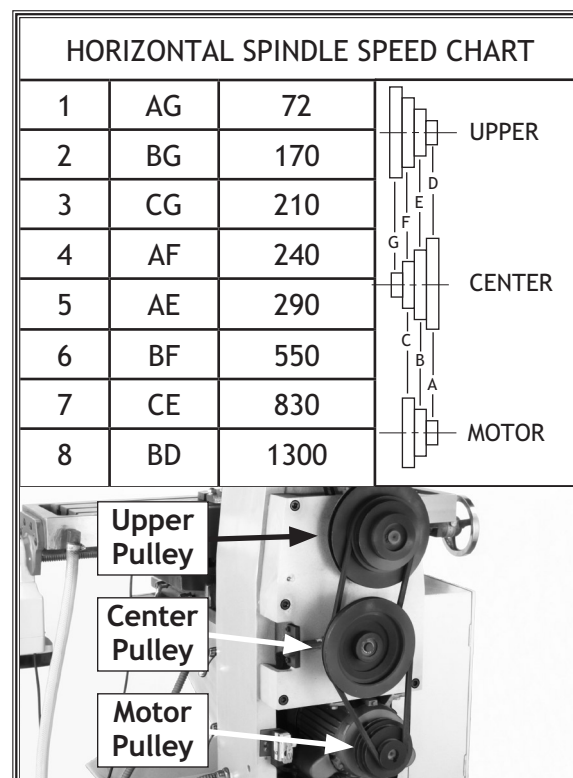 HORIZONTAL SPINDLE SPEED CHART
1 AG 72
2 BG 170
3 CG 210
4 AF 240
5 AE 290
6 BF 550
7 CE 830
8 BD 1300
UPPER
D
E
F
G
CENTER
C
B
A
MOTOR
Upper
Pulley
Center
Pulley
Motor
Pulley